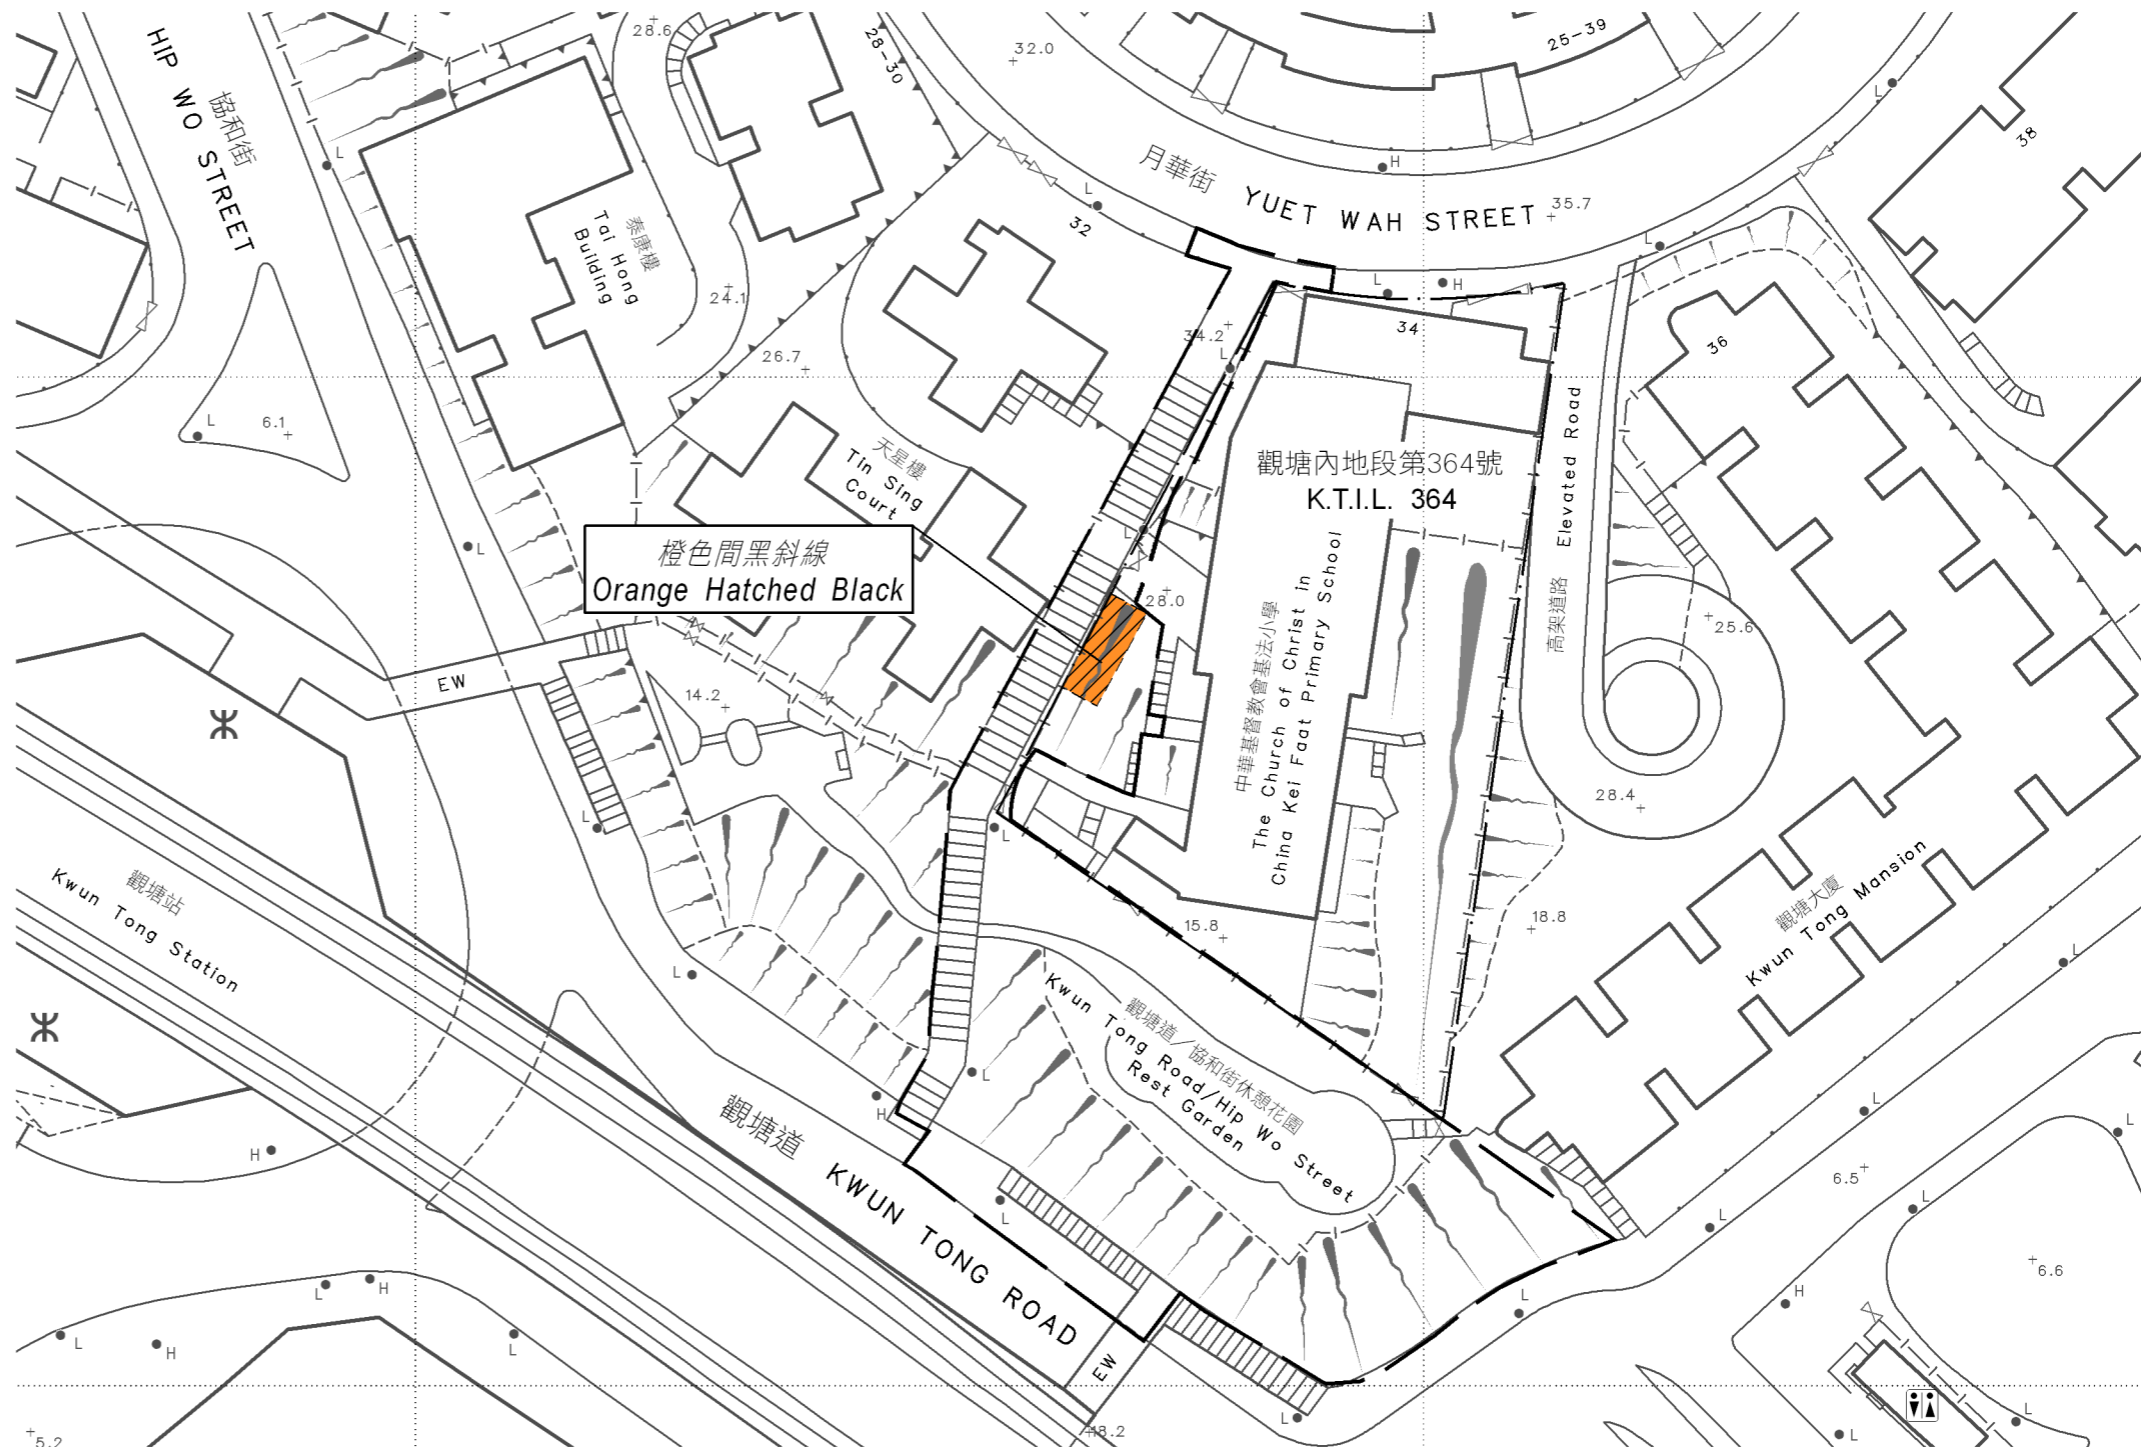 28.6
28-30
32.0
25-39
HIP WO STREET
協和街
L
L
H
L
38
月華街
YUET WAH STREET
35.7
32
L
泰康樓
Tai Hong
Building
24.1
L
L
H
34.2
L
34
36
26.7
L
6.1
天星樓
Tin Sing
Court
觀塘內地段第364號
K.T.I.L. 364
Elevated Road
高架道路
L
L
橙色間黑斜線
Orange Hatched Black
28.0
25.6
中華基督教會基法小學
The Church of Christ in
China Kei Faat Primary School
EW
14.2
28.4
L
L
觀塘站
Kwun Tong Station
15.8
18.8
觀塘大廈
Kwun Tong Mansion
L
L
觀塘道／協和街休憩花園
Kwun Tong Road/Hip Wo Street
Rest Garden
L
H
L
L
H
觀塘道
KWUN TONG ROAD
6.5
L
L
L
6.6
L
H
L
H
L
H
L
EW
L
L
L
5.2
18.2